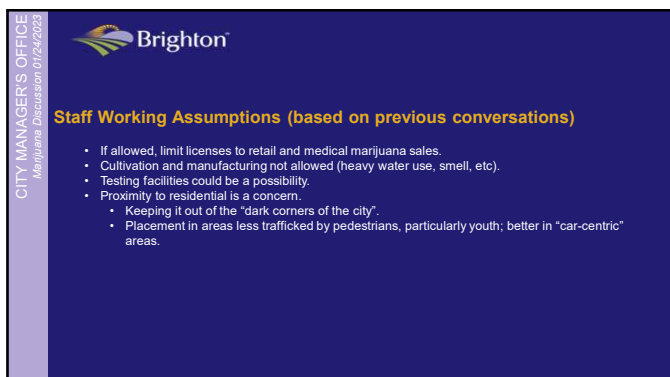 CITY MANAGER'S OFFICE
Marijuana Discussion 01/24/2023
Brighton
Staff Working Assumptions (based on previous conversations)
• If allowed, limit licenses to retail and medical marijuana sales.
• Cultivation and manufacturing not allowed (heavy water use, smell, etc).
• Testing facilities could be a possibility.
• Proximity to residential is a concern.
• Keeping it out of the “dark corners of the city”.
• Placement in areas less trafficked by pedestrians, particularly youth; better in “car-centric”
areas.